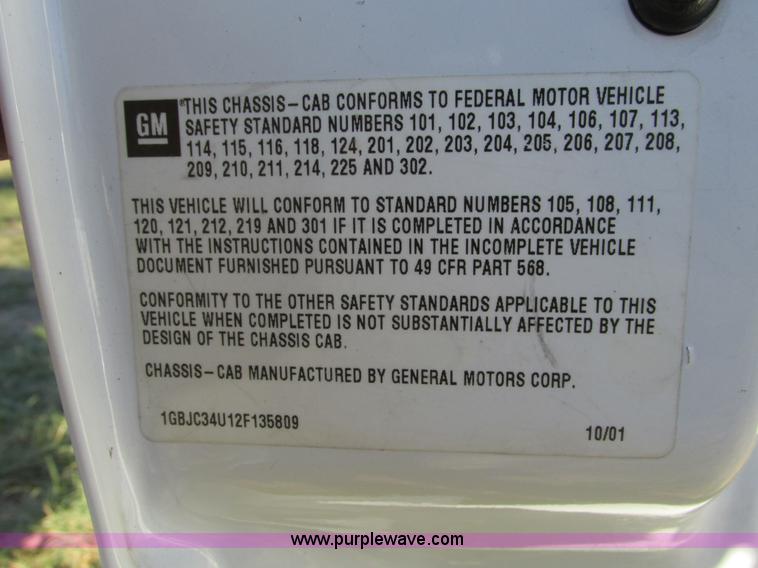 GM
THIS CHASSIS-CAB CONFORMS TO FEDERAL MOTOR VEHICLE
SAFETY STANDARD NUMBERS 101, 102, 103, 104, 106, 107, 113,
114, 115, 116, 118, 124, 201, 202, 203, 204, 205, 206, 207, 208,
209, 210, 211, 214, 225 AND 302.
THIS VEHICLE WILL CONFORM TO STANDARD NUMBERS 105, 108, 111,
120, 121, 212, 219 AND 301 IF IT IS COMPLETED IN ACCORDANCE
WITH THE INSTRUCTIONS CONTAINED IN THE INCOMPLETE VEHICLE
DOCUMENT FURNISHED PURSUANT TO 49 CFR PART 568.
CONFORMITY TO THE OTHER SAFETY STANDARDS APPLICABLE TO THIS
VEHICLE WHEN COMPLETED IS NOT SUBSTANTIALLY AFFECTED BY THE
DESIGN OF THE CHASSIS CAB.
CHASSIS-CAB MANUFACTURED BY GENERAL MOTORS CORP.
1GBJC34U12F135809
10/01
www.purplewave.com